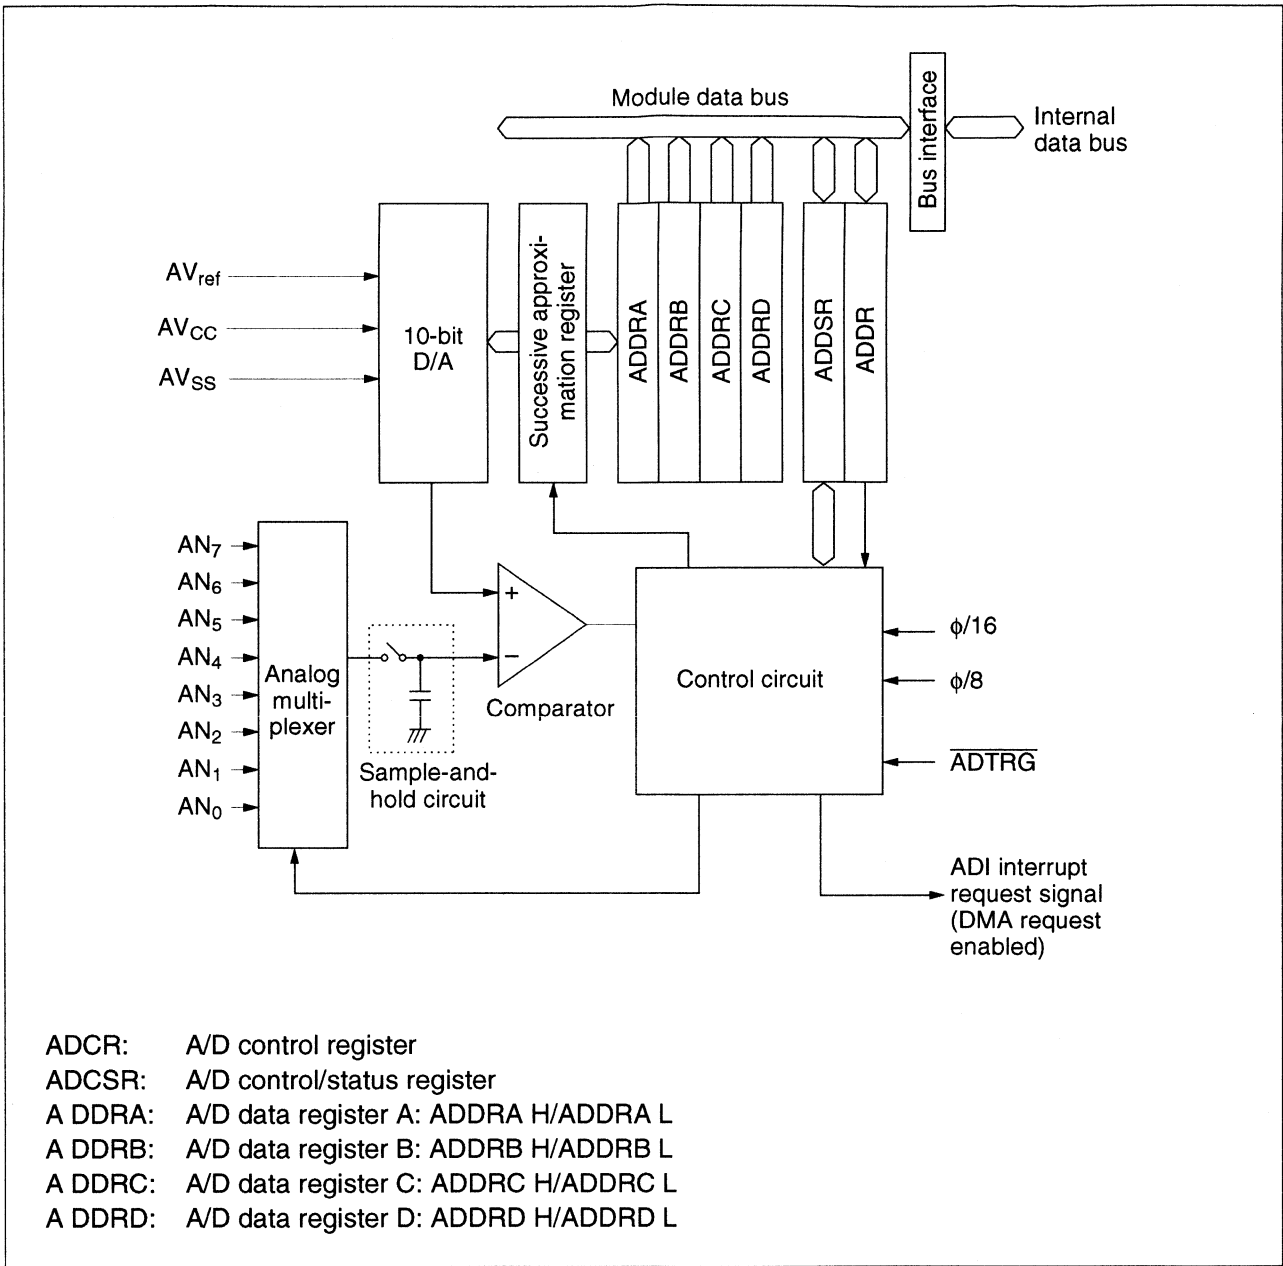 Module data bus
Bus interface
Internal
data bus
AVref
AVCC
AVSS
10-bit
D/A
Successive approxi-
mation register
ADDRA
ADDRB
ADDRC
ADDRD
ADDSR
ADDR
AN7
AN6
AN5
AN4
AN3
AN2
AN1
AN0
Analog
multi-
plexer
+
−
Comparator
Sample-and-
hold circuit
Control circuit
ϕ/16
ϕ/8
ADTRG
ADI interrupt
request signal
(DMA request
enabled)
ADCR: A/D control register
ADCSR: A/D control/status register
A DDRA: A/D data register A: ADDRA H/ADDRA L
A DDRB: A/D data register B: ADDRB H/ADDRB L
A DDRC: A/D data register C: ADDRC H/ADDRC L
A DDRD: A/D data register D: ADDRD H/ADDRD L